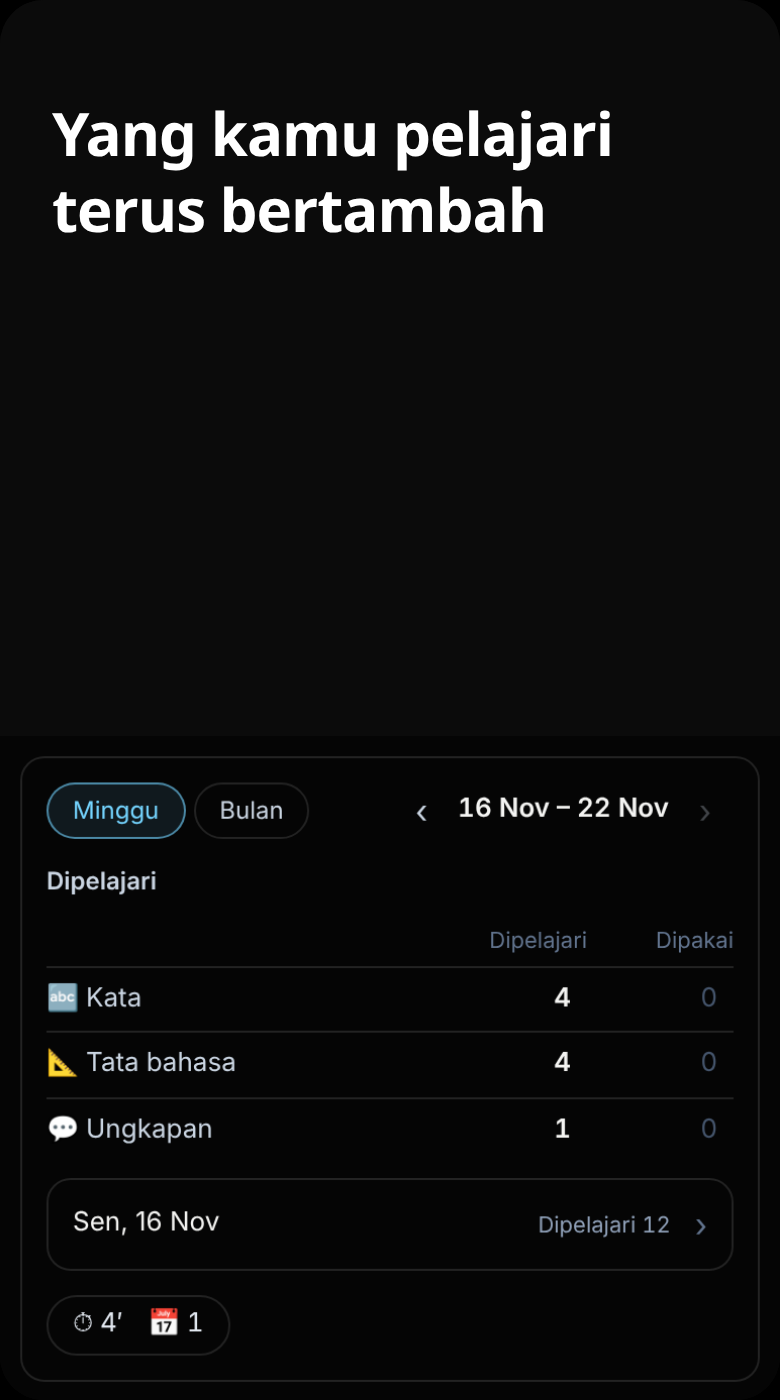 Yang kamu pelajari
terus bertambah
Minggu Bulan ‹ 16 Nov – 22 Nov ›
Dipelajari
Dipelajari Dipakai
🔤 Kata 4 0
📐 Tata bahasa 4 0
💬 Ungkapan 1 0
Sen, 16 Nov Dipelajari 12 ›
⏱ 4′ 📅 1